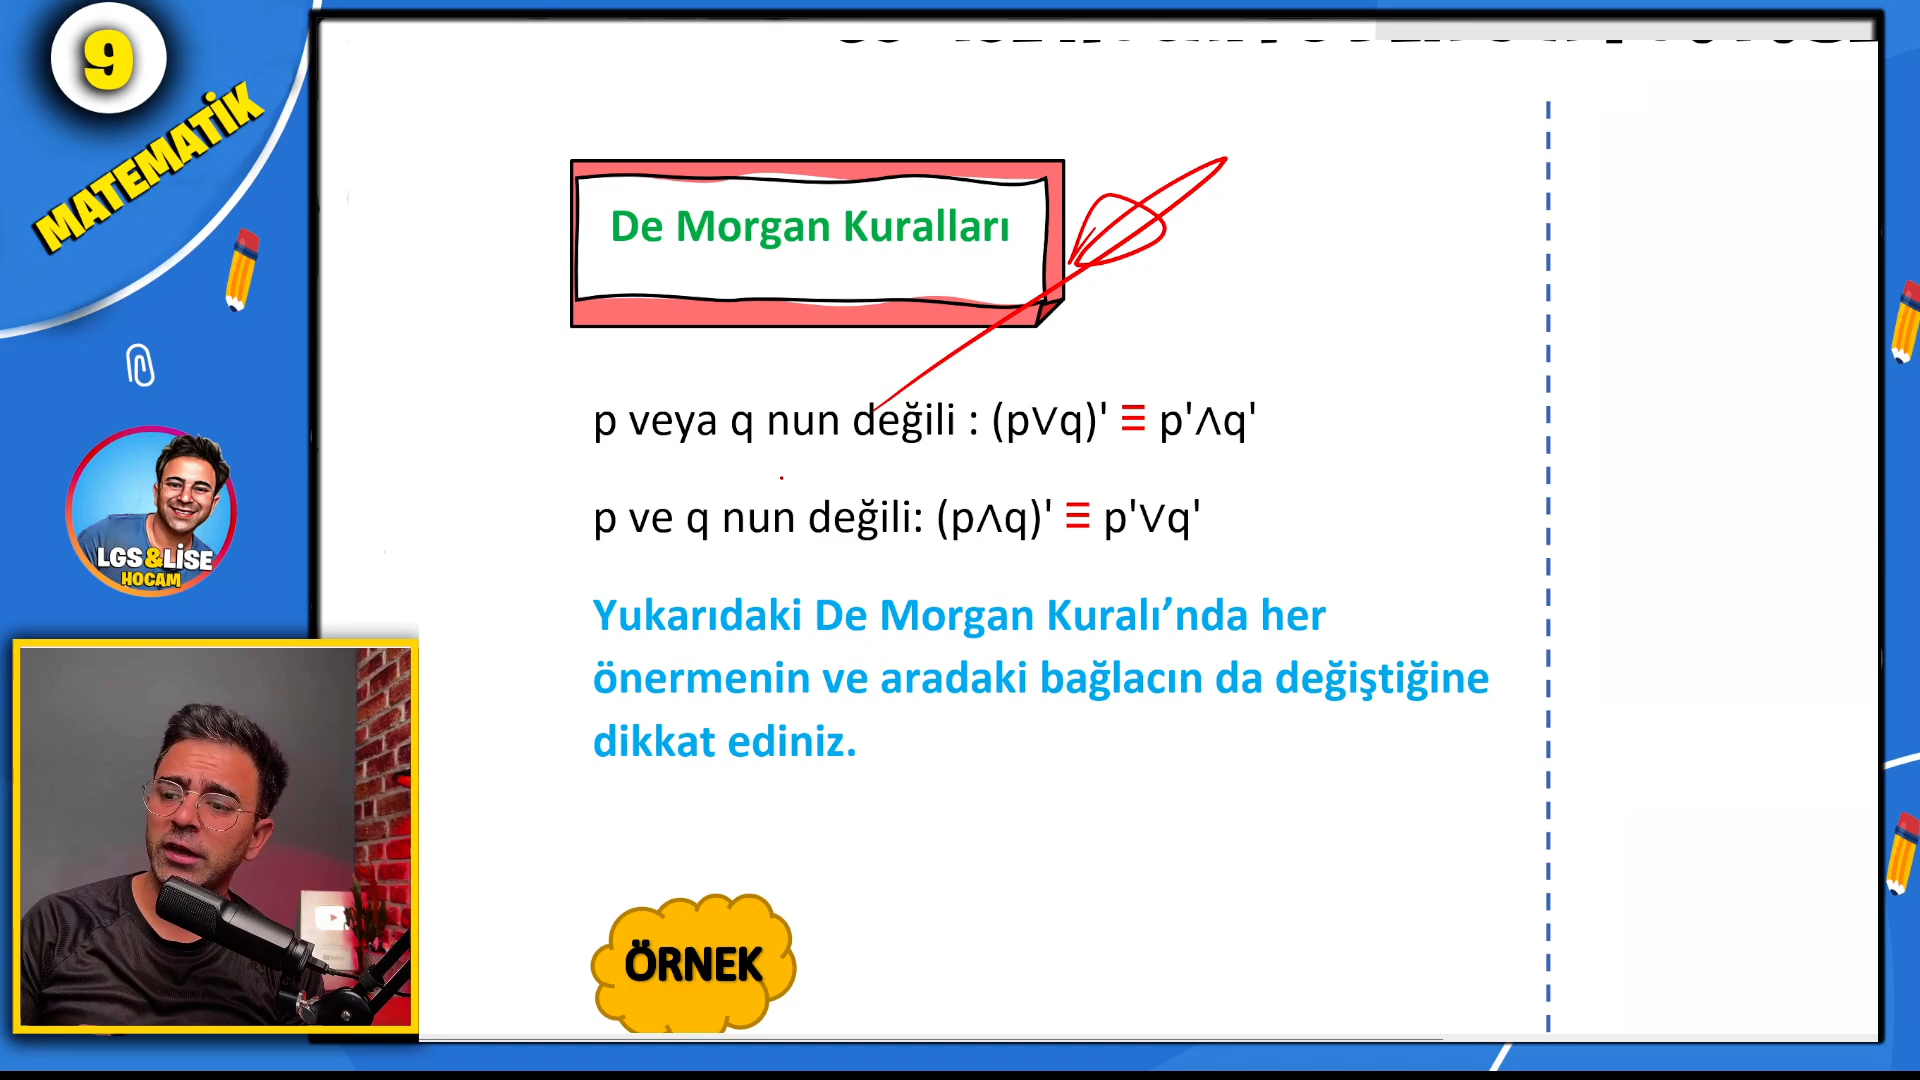 9
MATEMATİK
De Morgan Kuralları
p veya q nun değili : (p∨q)' ≡ p'∧q'
p ve q nun değili: (p∧q)' ≡ p'∨q'
Yukarıdaki De Morgan Kuralı’nda her
önermenin ve aradaki bağlacın da değiştiğine
dikkat ediniz.
LGS&LİSE
HOCAM
ÖRNEK